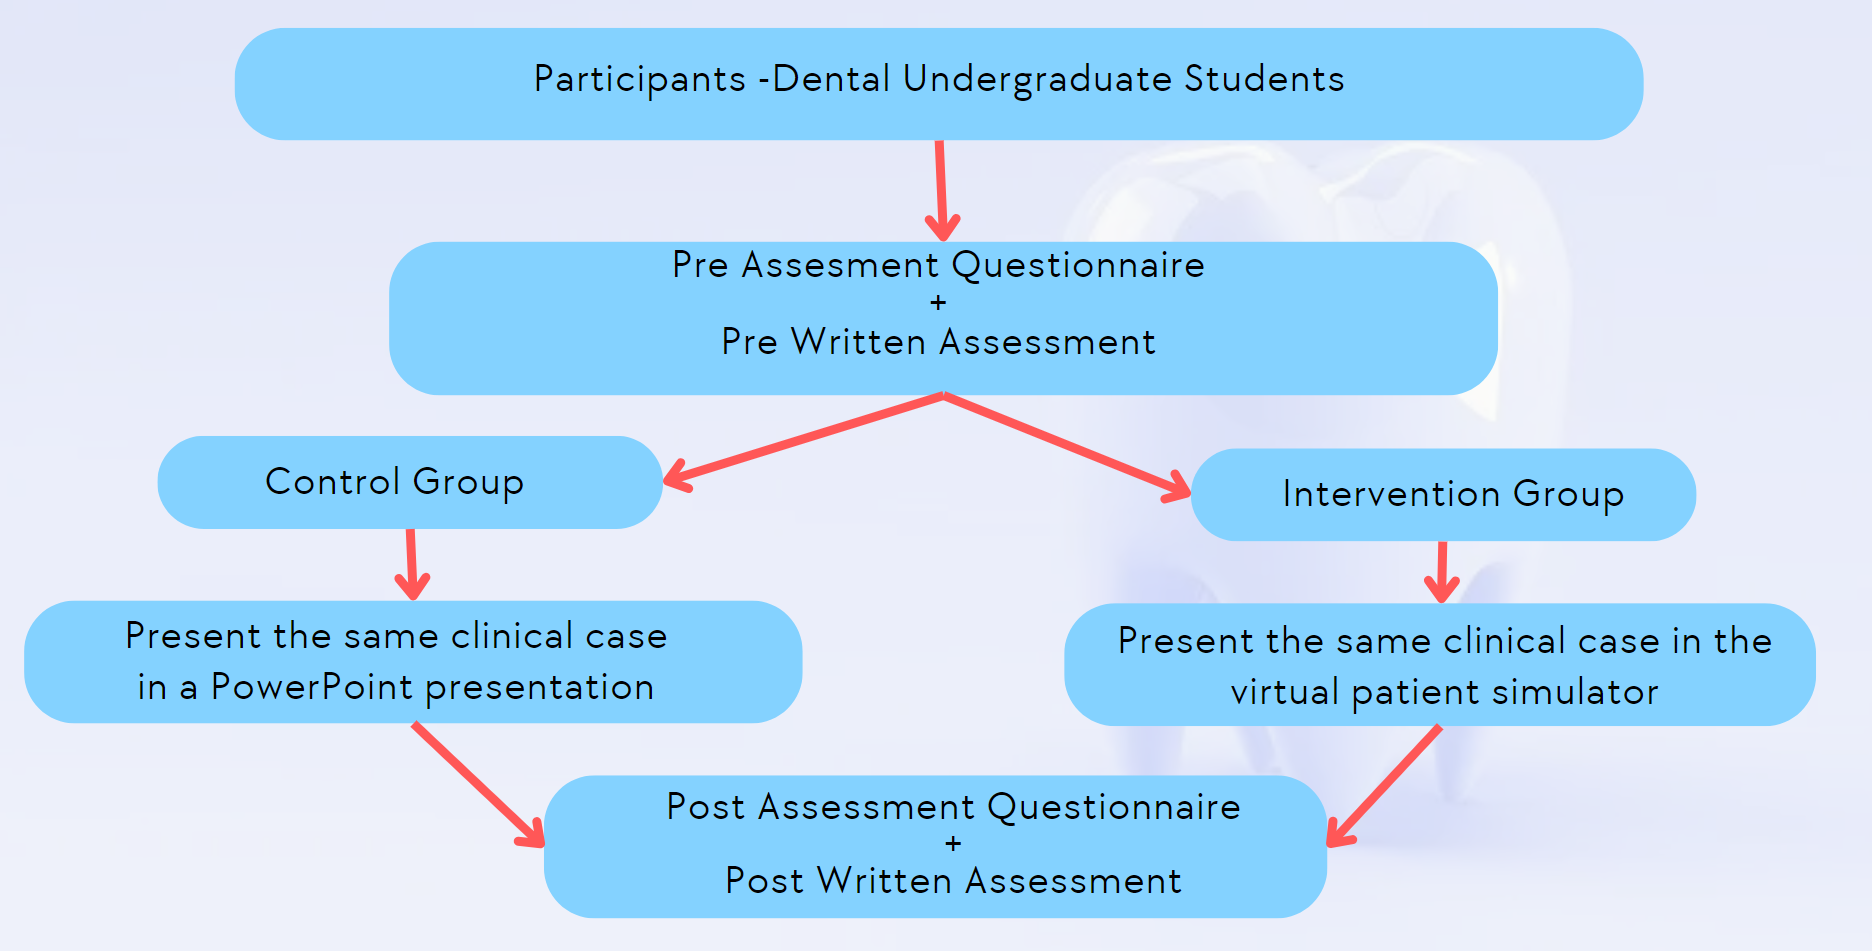 Participants -Dental Undergraduate Students
Pre Assesment Questionnaire
+
Pre Written Assessment
Control Group
Intervention Group
Present the same clinical case
in a PowerPoint presentation
Present the same clinical case in the
virtual patient simulator
Post Assessment Questionnaire
+
Post Written Assessment